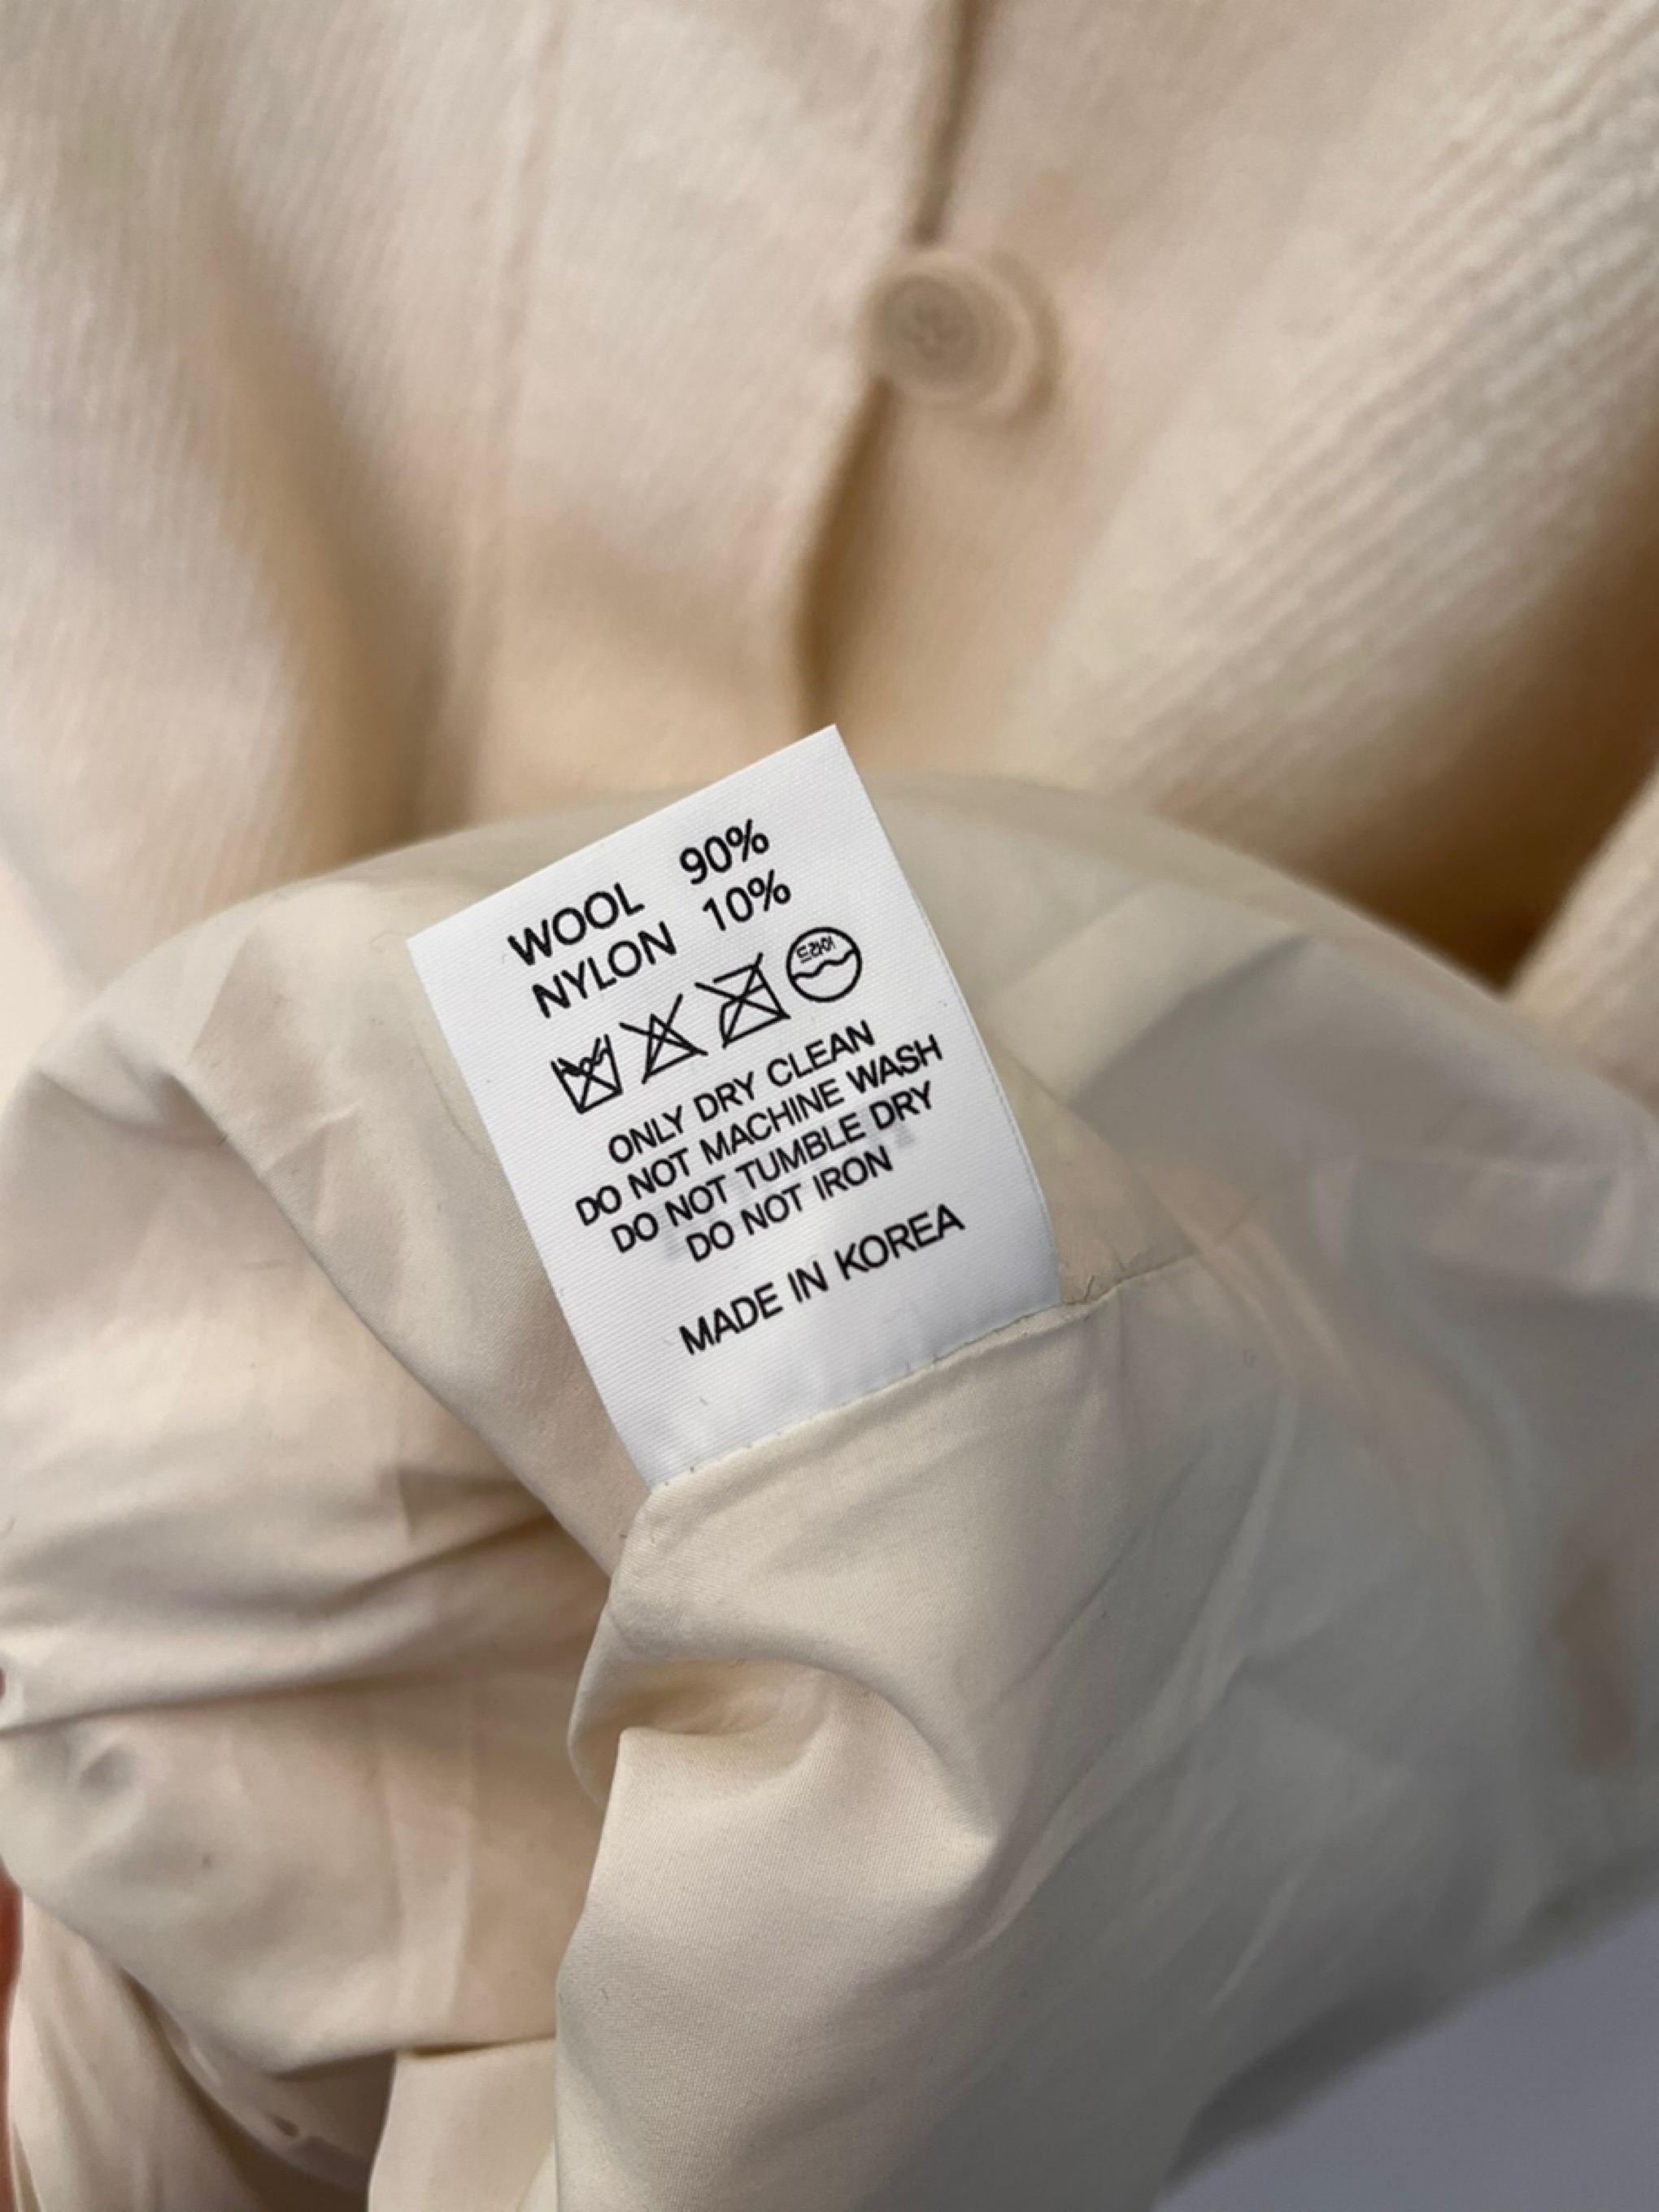 WOOL 90%
NYLON 10%
드라이
ONLY DRY CLEAN
DO NOT MACHINE WASH
DO NOT TUMBLE DRY
DO NOT IRON
MADE IN KOREA